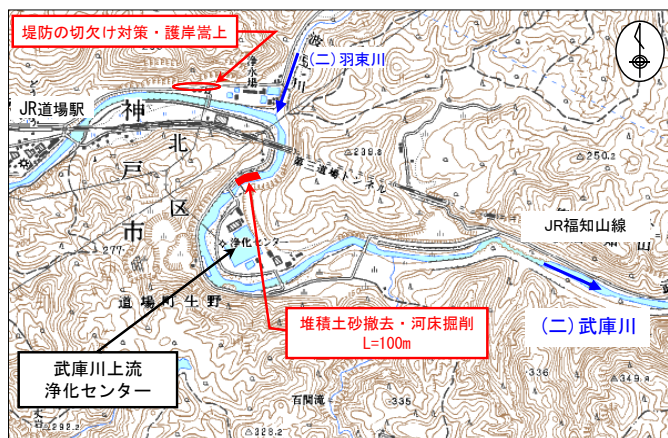 堤防の切欠け対策・護岸嵩上
(二)羽束川
JR道場駅
神戸市
北区
第三道場トンネル
239.8
250.2
JR福知山線
277
浄化センター
道場町生野
(二)武庫川
堆積土砂撤去・河床掘削
L=100m
武庫川上流
浄化センター
百間滝
335
336
349.8
292.2
328.2